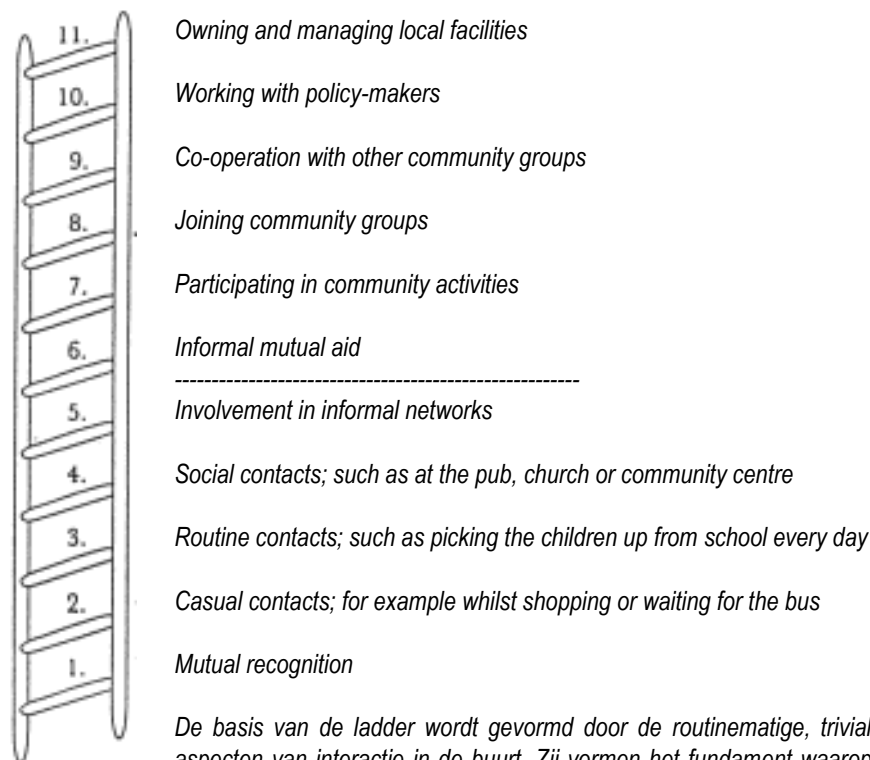 11. Owning and managing local facilities
10. Working with policy-makers
9. Co-operation with other community groups
8. Joining community groups
7. Participating in community activities
6. Informal mutual aid
--------------------------------------------------------
5. Involvement in informal networks
4. Social contacts; such as at the pub, church or community centre
3. Routine contacts; such as picking the children up from school every day
2. Casual contacts; for example whilst shopping or waiting for the bus
1. Mutual recognition
De basis van de ladder wordt gevormd door de routinematige, trivial
aspecten van interactie in de buurt. Zij vormen het fundament waarop